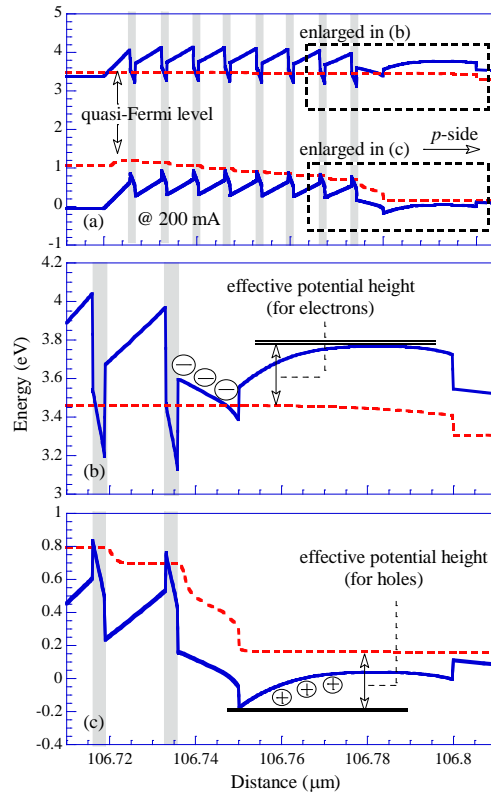 5
4
3
2
1
0
-1
enlarged in (b)
quasi-Fermi level
enlarged in (c)
p-side
(a)
@ 200 mA
4.2
4
3.8
3.6
3.4
3.2
3
effective potential height
(for electrons)
(b)
Energy (eV)
1
0.8
0.6
0.4
0.2
0
-0.2
-0.4
effective potential height
(for holes)
(c)
106.72
106.74
106.76
106.78
106.8
Distance (μm)